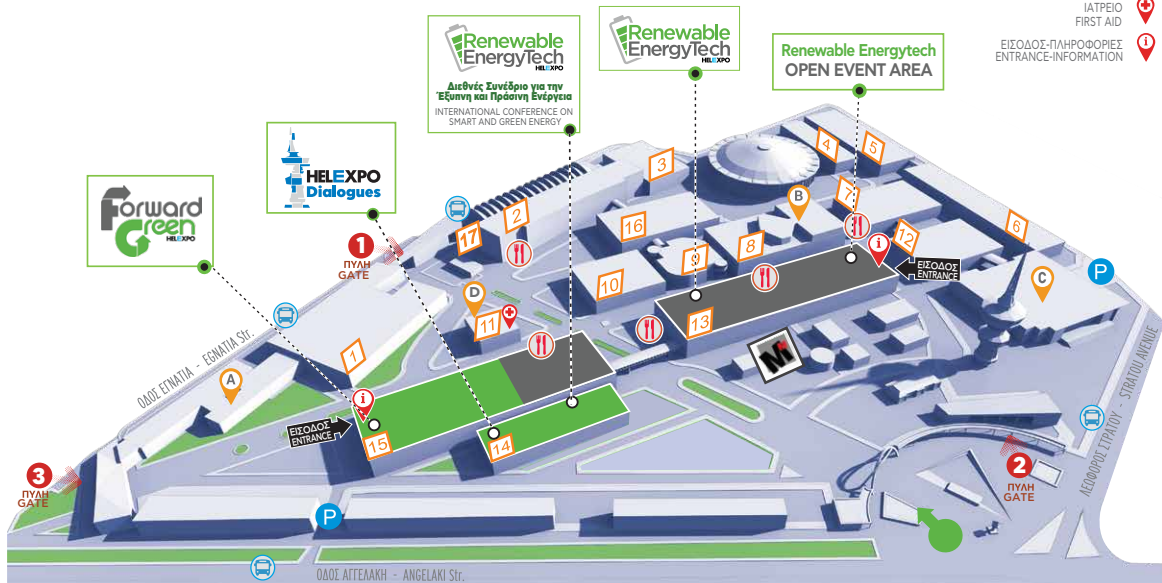 ΙΑΤΡΕΙΟ
FIRST AID
ΕΙΣΟΔΟΣ-ΠΛΗΡΟΦΟΡΙΕΣ
ENTRANCE-INFORMATION
i
Renewable
EnergyTech
HELEXPO
Διεθνές Συνέδριο για την
Έξυπνη και Πράσινη Ενέργεια
INTERNATIONAL CONFERENCE ON
SMART AND GREEN ENERGY
Renewable
EnergyTech
HELEXPO
Renewable Energytech
OPEN EVENT AREA
HELEXPO
Dialogues
Forward
Green
HELEXPO
4
5
3
7
B
2
17
16
8
12
6
1
ΠΥΛΗ
GATE
9
i
ΕΙΣΟΔΟΣ
ENTRANCE
P
10
C
D
11
13
M
1
A
ΟΔΟΣ ΕΓΝΑΤΙΑ - EGNATIA Str.
i
ΕΙΣΟΔΟΣ
ENTRANCE
15
14
ΛΕΩΦΟΡΟΣ ΣΤΡΑΤΟΥ - STRATOU AVENUE
3
ΠΥΛΗ
GATE
2
ΠΥΛΗ
GATE
P
ΟΔΟΣ ΑΓΓΕΛΑΚΗ - ANGELAKI Str.